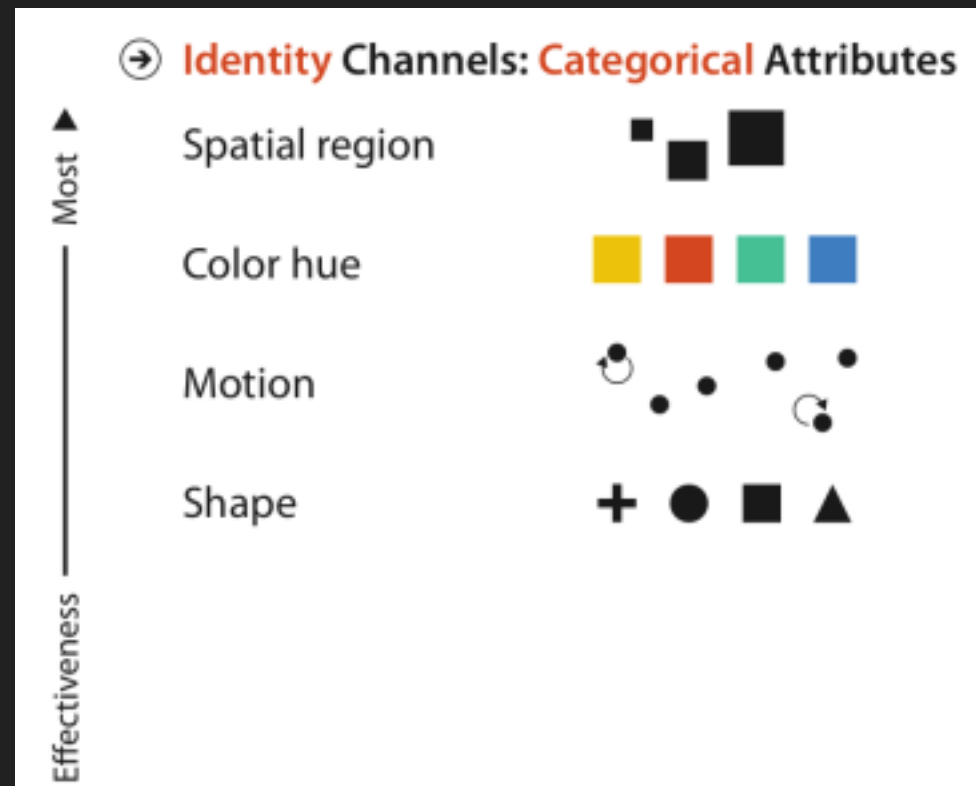 Identity Channels: Categorical Attributes
Spatial region
Color hue
Motion
Shape
Most
Effectiveness